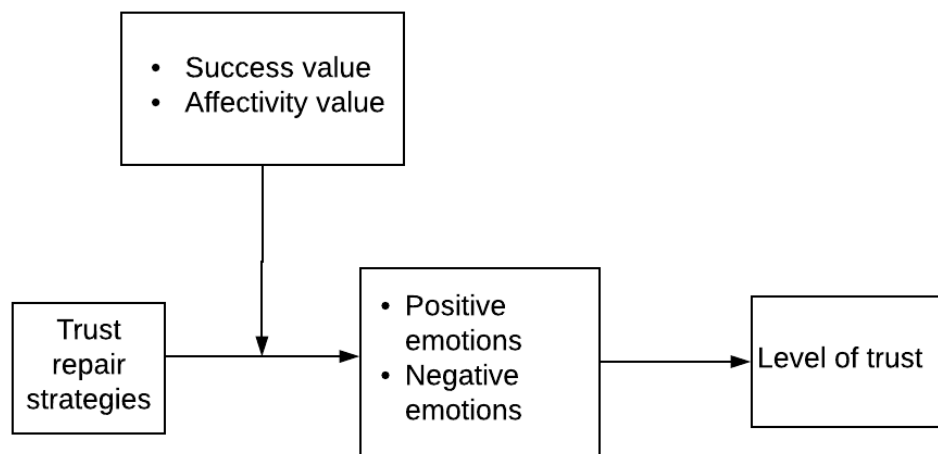 • Success value
• Affectivity value
Trust
repair
strategies
• Positive
emotions
• Negative
emotions
Level of trust